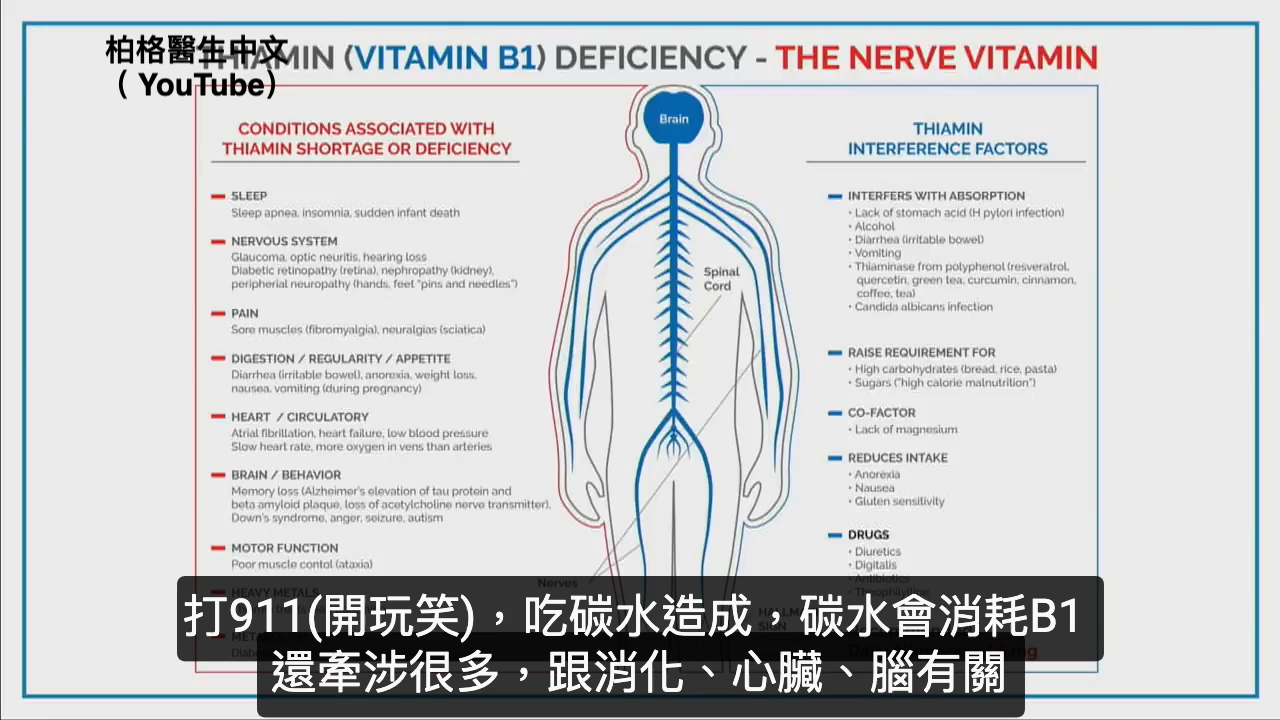 柏格醫生中文
（ YouTube）
THIAMIN (VITAMIN B1) DEFICIENCY - THE NERVE VITAMIN
CONDITIONS ASSOCIATED WITH
THIAMIN SHORTAGE OR DEFICIENCY
SLEEP
Sleep apnea, insomnia, sudden infant death
NERVOUS SYSTEM
Glaucoma, optic neuritis, hearing loss
Diabetic retinopathy (retina), nephropathy (kidney),
peripherial neuropathy (hands, feet "pins and needles")
PAIN
Sore muscles (fibromyalgia), neuralgias (sciatica)
DIGESTION / REGULARITY / APPETITE
Diarrhea (irritable bowel), anorexia, weight loss,
nausea, vomiting (during pregnancy)
HEART / CIRCULATORY
Atrial fibrillation, heart failure, low blood pressure
Slow heart rate, more oxygen in vens than arteries
BRAIN / BEHAVIOR
Memory loss (Alzheimer's elevation of tau protein and
beta amyloid plaque, loss of acetylcholine nerve transmitter),
Down's syndrome, anger, seizure, autism
MOTOR FUNCTION
Poor muscle contol (ataxia)
HEAVY METALS
Brain
Spinal
Cord
Nerves
THIAMIN
INTERFERENCE FACTORS
INTERFERS WITH ABSORPTION
• Lack of stomach acid (H pylori infection)
• Alcohol
• Diarrhea (irritable bowel)
• Vomiting
• Thiaminase from polyphenol (resveratrol,
quercetin, green tea, curcumin, cinnamon,
coffee, tea)
• Candida albicans infection
RAISE REQUIREMENT FOR
• High carbohydrates (bread, rice, pasta)
• Sugars ("high calorie malnutrition")
CO-FACTOR
• Lack of magnesium
REDUCES INTAKE
• Anorexia
• Nausea
• Gluten sensitivity
DRUGS
• Diuretics
• Digitalis
• Antibiotics
• Theophylline
打911(開玩笑)，吃碳水造成，碳水會消耗B1
還牽涉很多，跟消化、心臟、腦有關